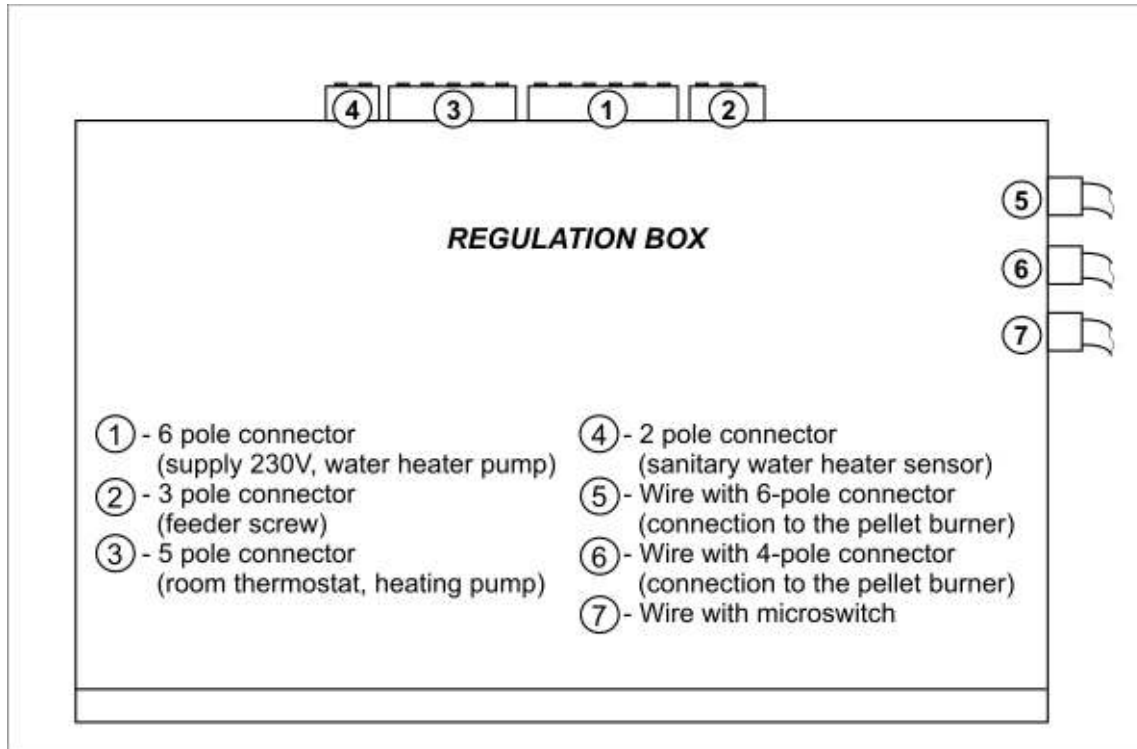 4 3 1 2
5
REGULATION BOX
6
7
1 - 6 pole connector
(supply 230V, water heater pump)
2 - 3 pole connector
(feeder screw)
3 - 5 pole connector
(room thermostat, heating pump)
4 - 2 pole connector
(sanitary water heater sensor)
5 - Wire with 6-pole connector
(connection to the pellet burner)
6 - Wire with 4-pole connector
(connection to the pellet burner)
7 - Wire with microswitch